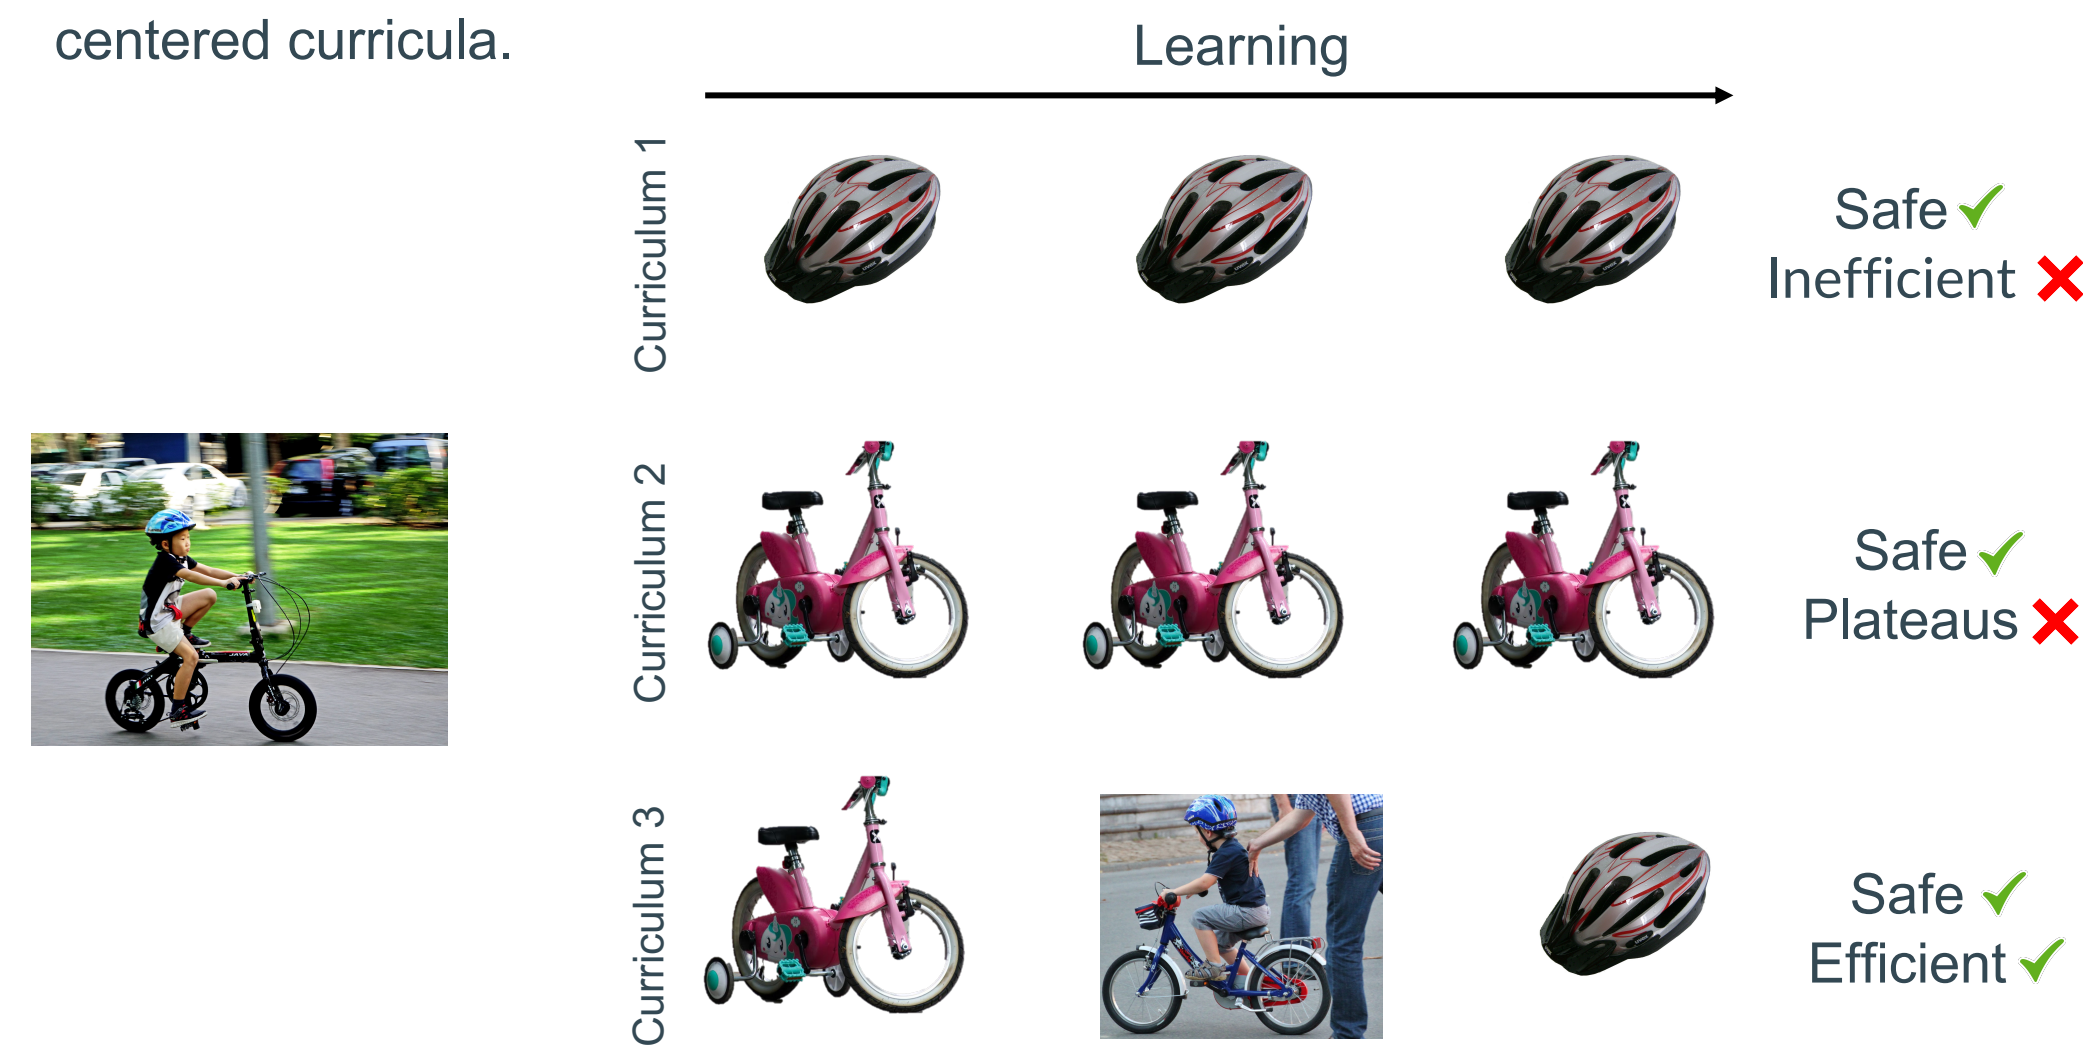 centered curricula.
Learning
Curriculum 1
Safe
Inefficient
Curriculum 2
Safe
Plateaus
Curriculum 3
Safe
Efficient